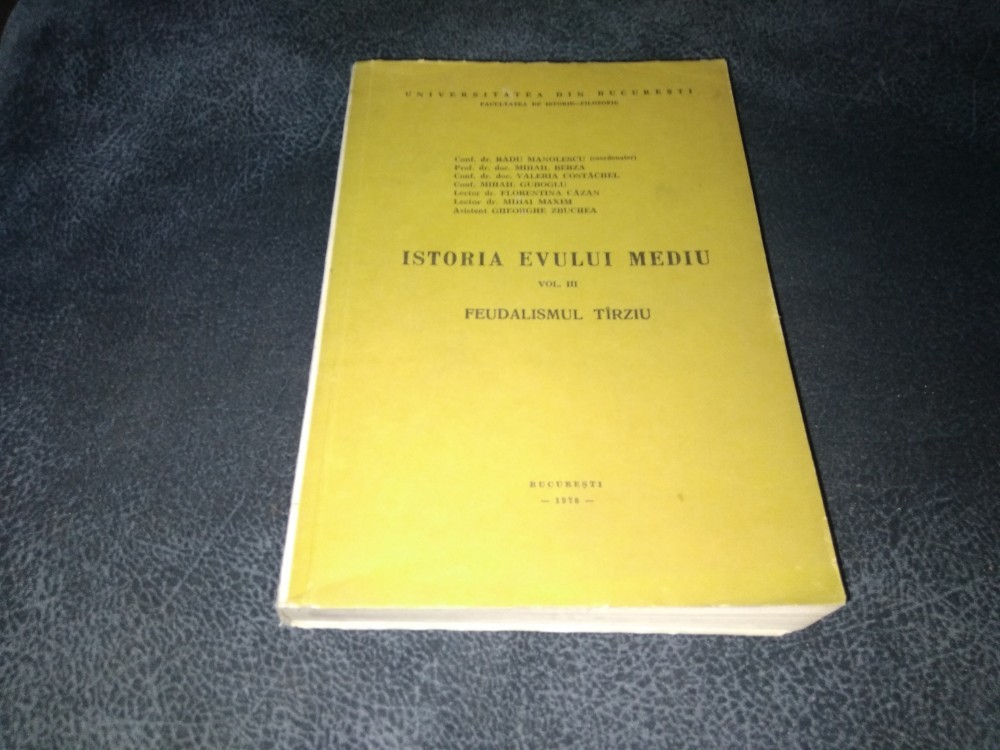 UNIVERSITATEA DIN BUCUREȘTI
FACULTATEA DE ISTORIE-FILOZOFIE
Conf. dr. RADU MANOLESCU (coordonator)
Prof. dr. doc. MIHAIL BERZA
Conf. dr. doc. VALERIA COSTĂCHEL
Conf. MIHAIL GUBOGLU
Lector dr. FLORENTINA CĂZAN
Lector dr. MIHAI MAXIM
Asistent GHEORGHE ZBUCHEA
ISTORIA EVULUI MEDIU
VOL. III
FEUDALISMUL TÎRZIU
BUCUREȘTI
— 1978 —